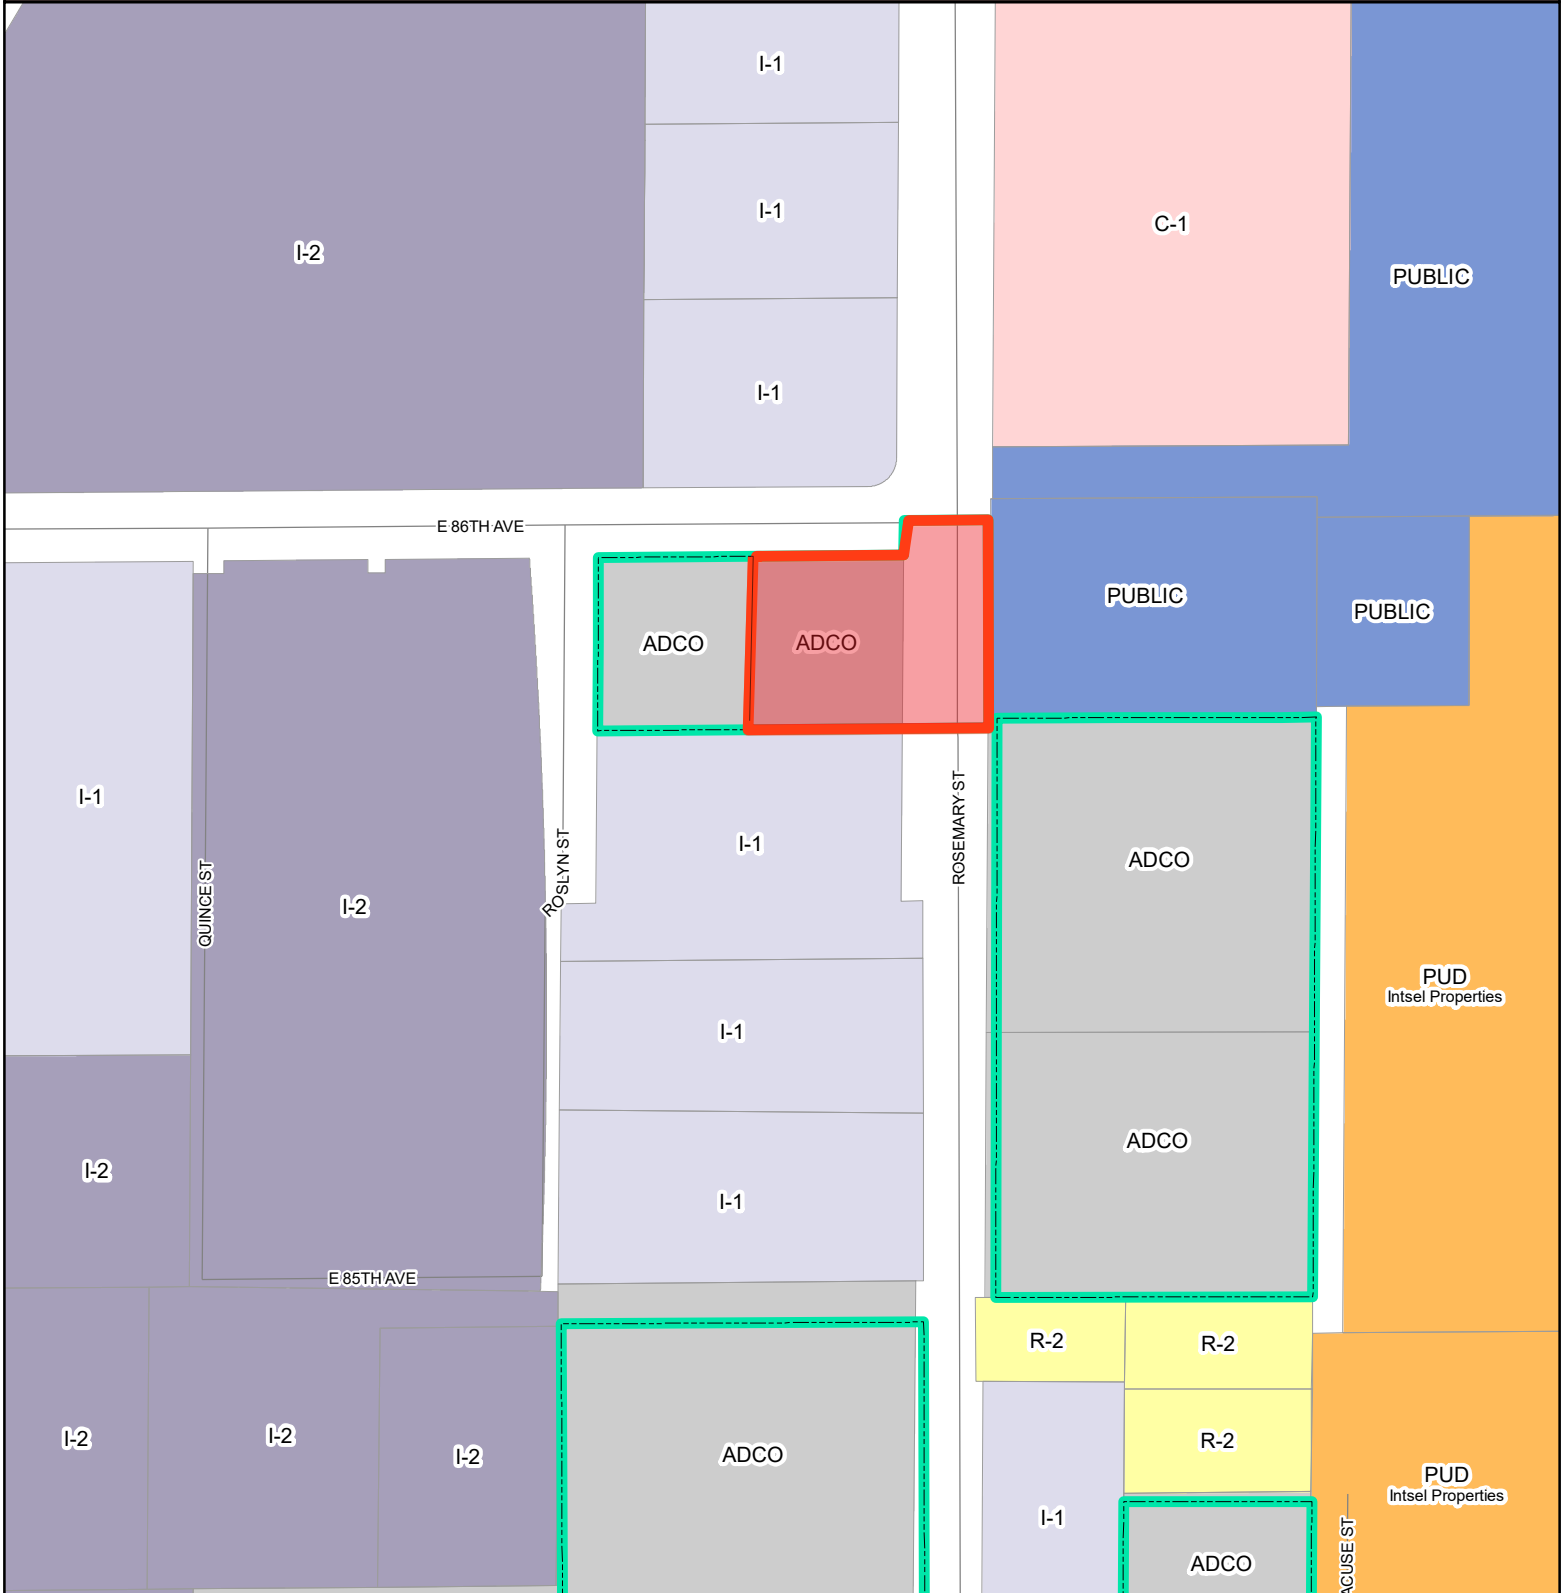 I-1
I-1
C-1
I-2
PUBLIC
I-1
E 86TH AVE
PUBLIC
PUBLIC
ADCO
ADCO
I-1
I-1
ROSEMARY ST
ADCO
ROSLYN ST
QUINCE ST
I-2
PUD
Intsel Properties
I-1
ADCO
I-2
I-1
E 85TH AVE
R-2
R-2
I-2
I-2
I-2
ADCO
R-2
PUD
Intsel Properties
I-1
ADCO
ACUSE ST